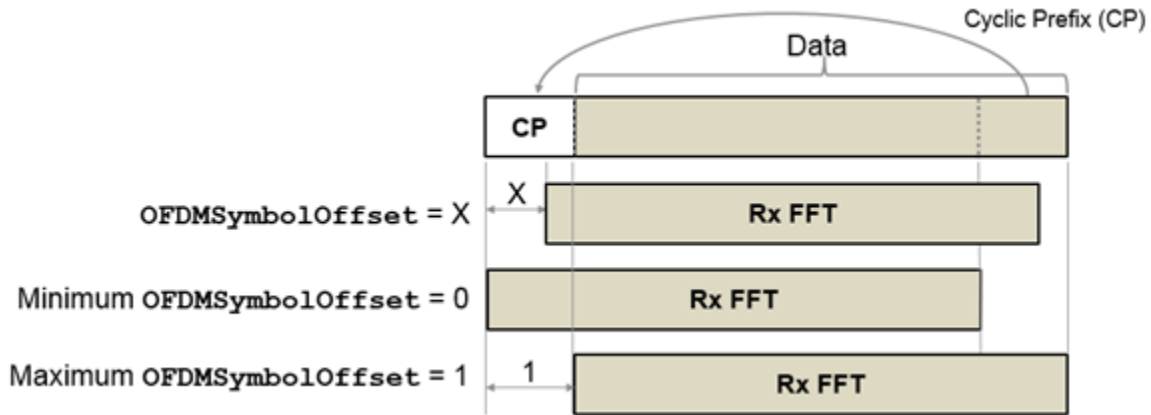 Cyclic Prefix (CP)
Data
CP
X
OFDMSymbolOffset = X
Rx FFT
Minimum OFDMSymbolOffset = 0
Rx FFT
Maximum OFDMSymbolOffset = 1
1
Rx FFT